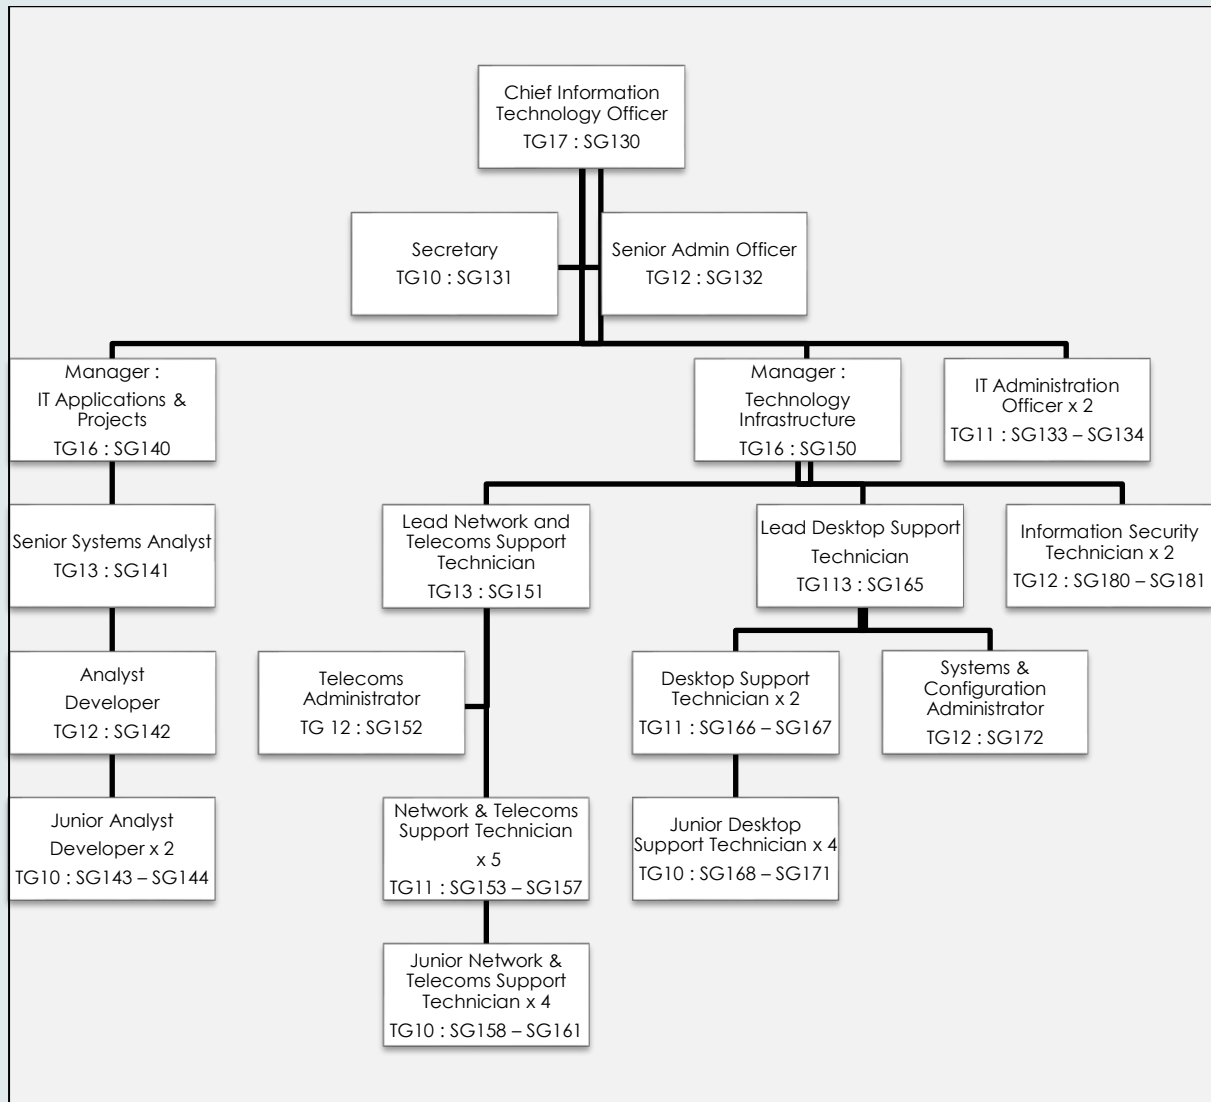 Chief Information
Technology Officer
TG17 : SG130
Secretary
TG10 : SG131
Senior Admin Officer
TG12 : SG132
Manager :
IT Applications &
Projects
TG16 : SG140
Manager :
Technology
Infrastructure
TG16 : SG150
IT Administration
Officer x 2
TG11 : SG133 – SG134
Senior Systems Analyst
TG13 : SG141
Lead Network and
Telecoms Support
Technician
TG13 : SG151
Lead Desktop Support
Technician
TG113 : SG165
Information Security
Technician x 2
TG12 : SG180 – SG181
Analyst
Developer
TG12 : SG142
Telecoms
Administrator
TG 12 : SG152
Desktop Support
Technician x 2
TG11 : SG166 – SG167
Systems &
Configuration
Administrator
TG12 : SG172
Junior Analyst
Developer x 2
TG10 : SG143 – SG144
Network & Telecoms
Support Technician
x 5
TG11 : SG153 – SG157
Junior Desktop
Support Technician x 4
TG10 : SG168 – SG171
Junior Network &
Telecoms Support
Technician x 4
TG10 : SG158 – SG161